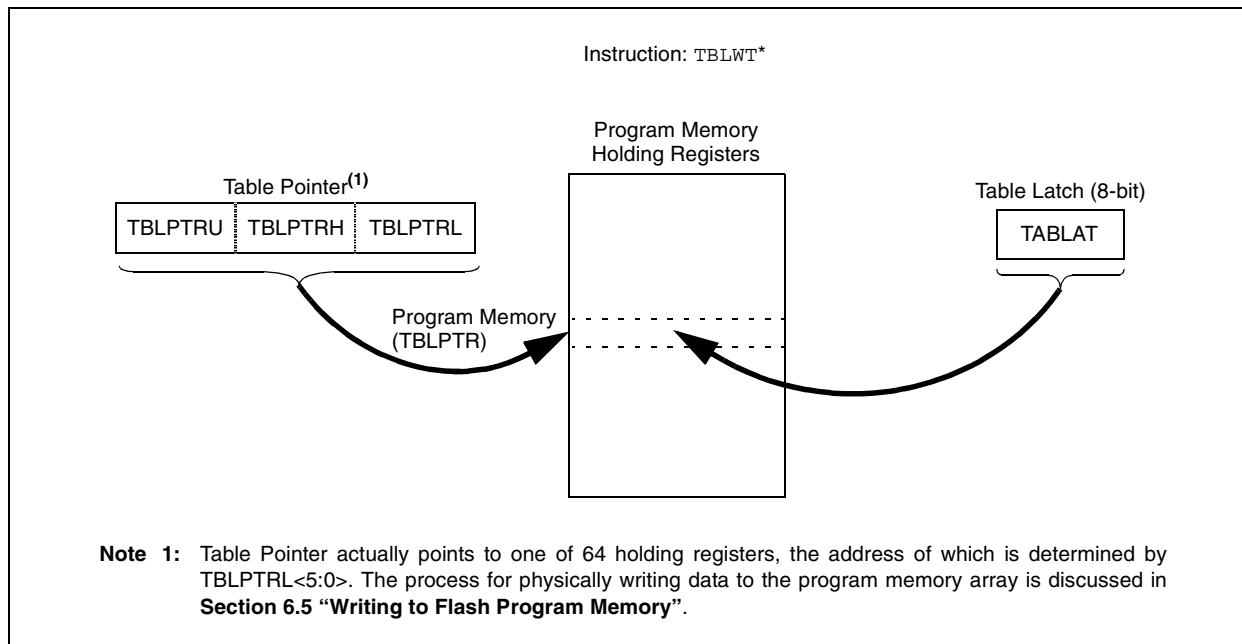 Instruction: TBLWT*
Program Memory
Holding Registers
Table Pointer(1)
Table Latch (8-bit)
TBLPTRU TBLPTRH TBLPTRL
TABLAT
Program Memory
(TBLPTR)
Note 1: Table Pointer actually points to one of 64 holding registers, the address of which is determined by
TBLPTRL<5:0>. The process for physically writing data to the program memory array is discussed in
Section 6.5 “Writing to Flash Program Memory”.